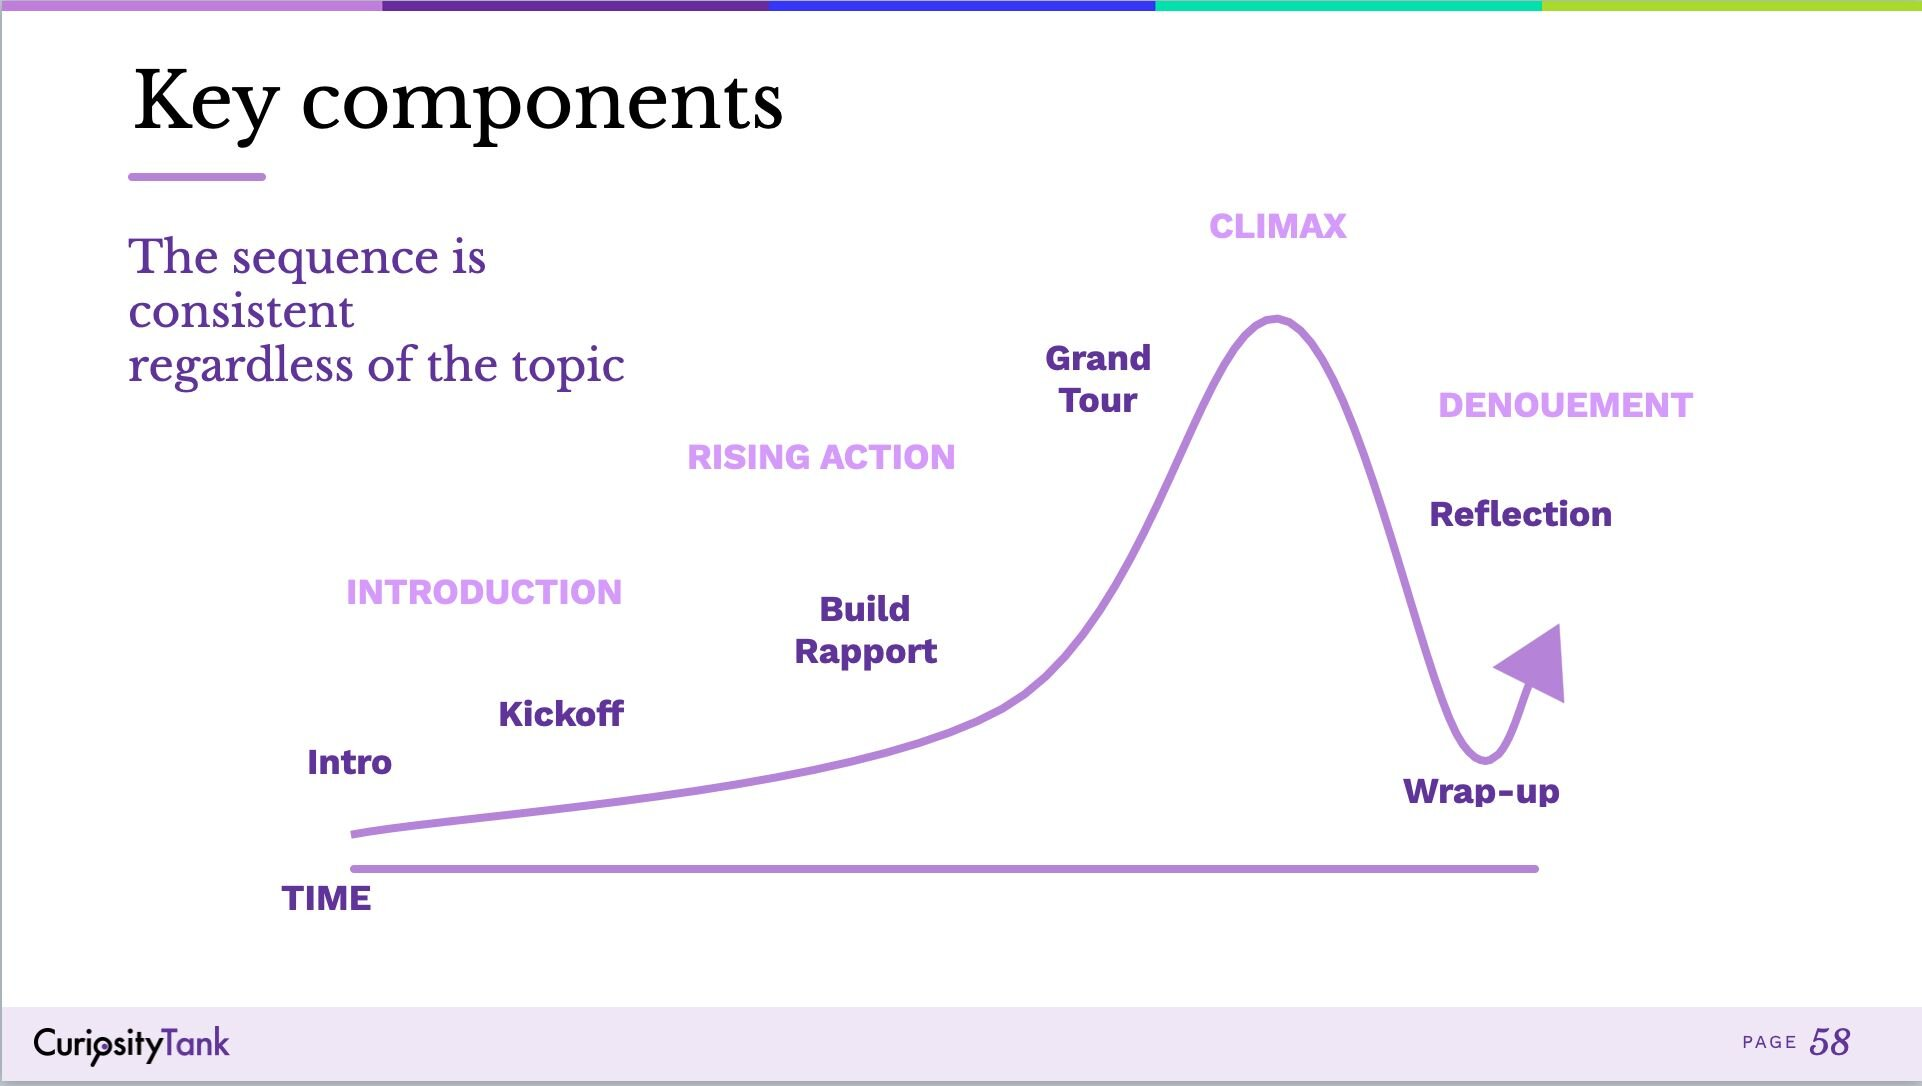 Key components
The sequence is
consistent
regardless of the topic
CLIMAX
Grand
Tour
DENOUEMENT
RISING ACTION
Reflection
INTRODUCTION
Build
Rapport
Kickoff
Intro
Wrap-up
TIME
CuriosityTank
PAGE 58